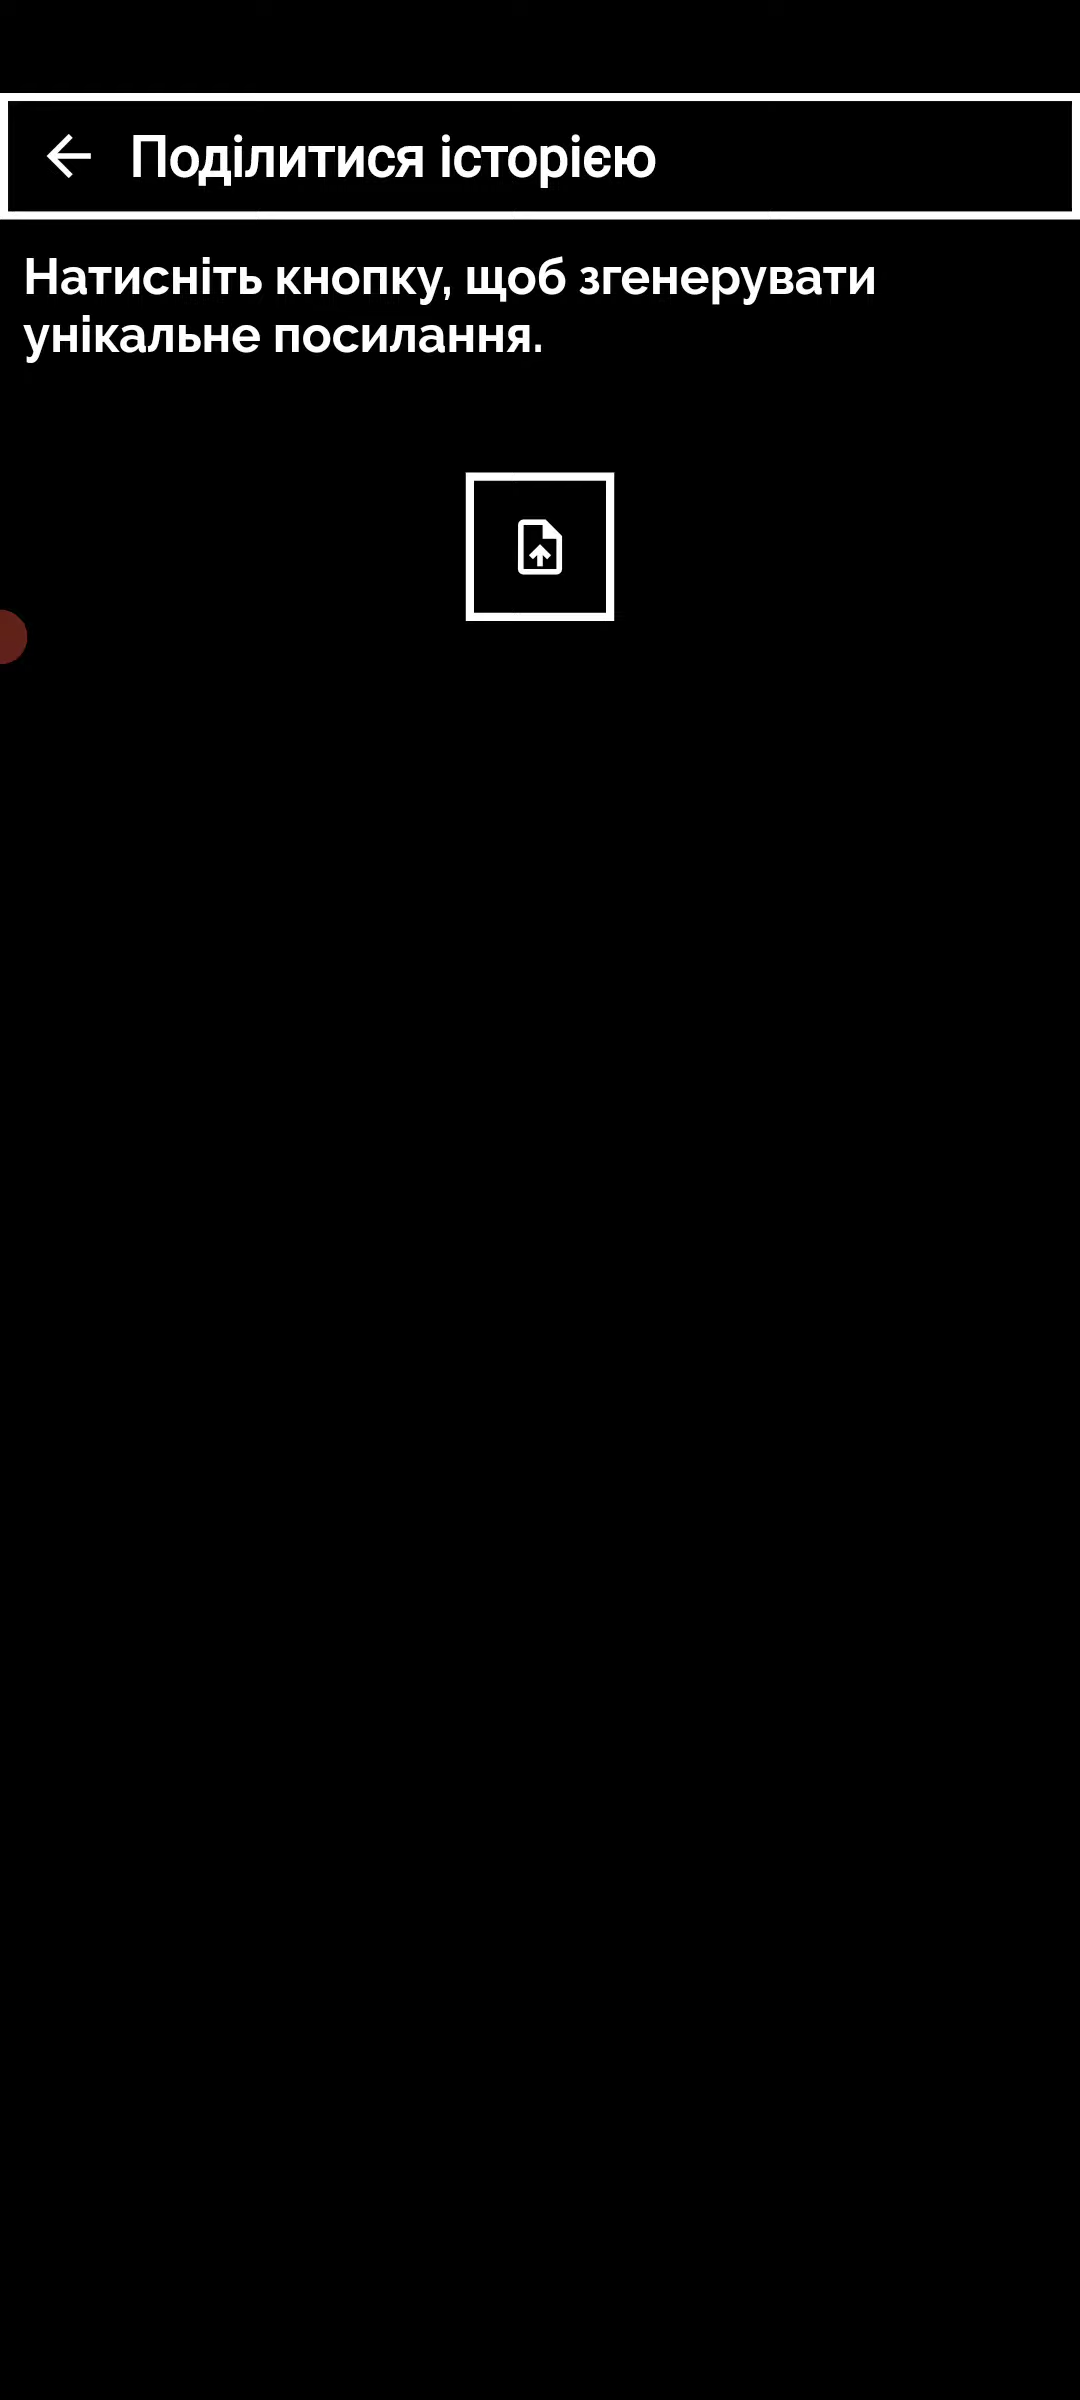 Поділитися історією
Натисніть кнопку, щоб згенерувати
унікальне посилання.